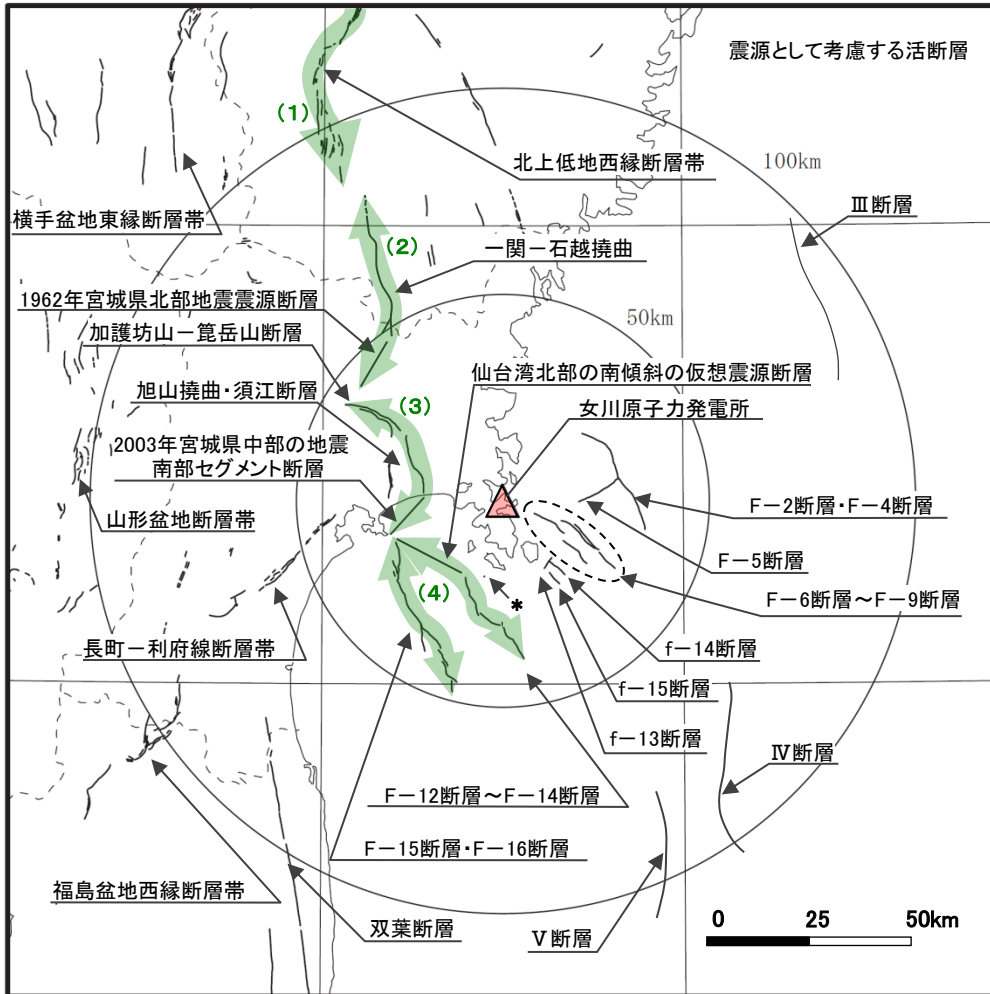 震源として考慮する活断層
(1)
100km
北上低地西縁断層帯
Ⅲ断層
横手盆地東縁断層帯
(2)
一関－石越撓曲
1962年宮城県北部地震震源断層
50km
加護坊山－箟岳山断層
仙台湾北部の南傾斜の仮想震源断層
旭山撓曲・須江断層
(3)
女川原子力発電所
2003年宮城県中部の地震
南部セグメント断層
山形盆地断層帯
F－2断層・F－4断層
F－5断層
(4)
*
F－6断層～F－9断層
長町－利府線断層帯
f－14断層
f－15断層
f－13断層
Ⅳ断層
F－12断層～F－14断層
F－15断層・F－16断層
福島盆地西縁断層帯
双葉断層
Ⅴ断層
0 25 50km